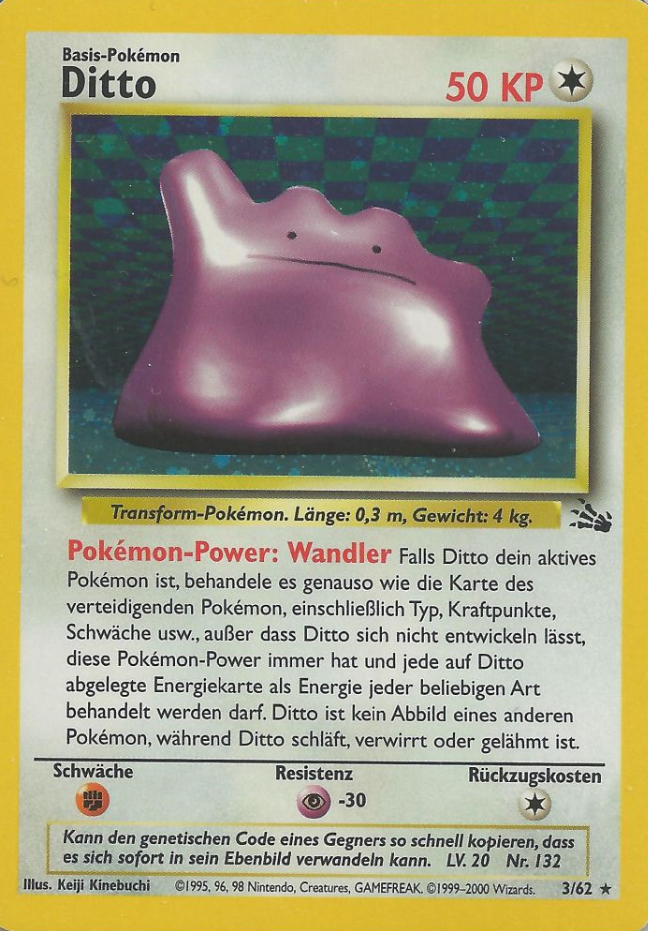 Basis-Pokémon
Ditto
50 KP
Transform-Pokémon. Länge: 0,3 m, Gewicht: 4 kg.
Pokémon-Power: Wandler Falls Ditto dein aktives
Pokémon ist, behandele es genauso wie die Karte des
verteidigenden Pokémon, einschließlich Typ, Kraftpunkte,
Schwäche usw., außer dass Ditto sich nicht entwickeln lässt,
diese Pokémon-Power immer hat und jede auf Ditto
abgelegte Energiekarte als Energie jeder beliebigen Art
behandelt werden darf. Ditto ist kein Abbild eines anderen
Pokémon, während Ditto schläft, verwirrt oder gelähmt ist.
Schwäche Resistenz Rückzugskosten
-30
Kann den genetischen Code eines Gegners so schnell kopieren, dass
es sich sofort in sein Ebenbild verwandeln kann. LV. 20 Nr. 132
Illus. Keiji Kinebuchi ©1995, 96, 98 Nintendo, Creatures, GAMEFREAK. ©1999-2000 Wizards. 3/62 ★